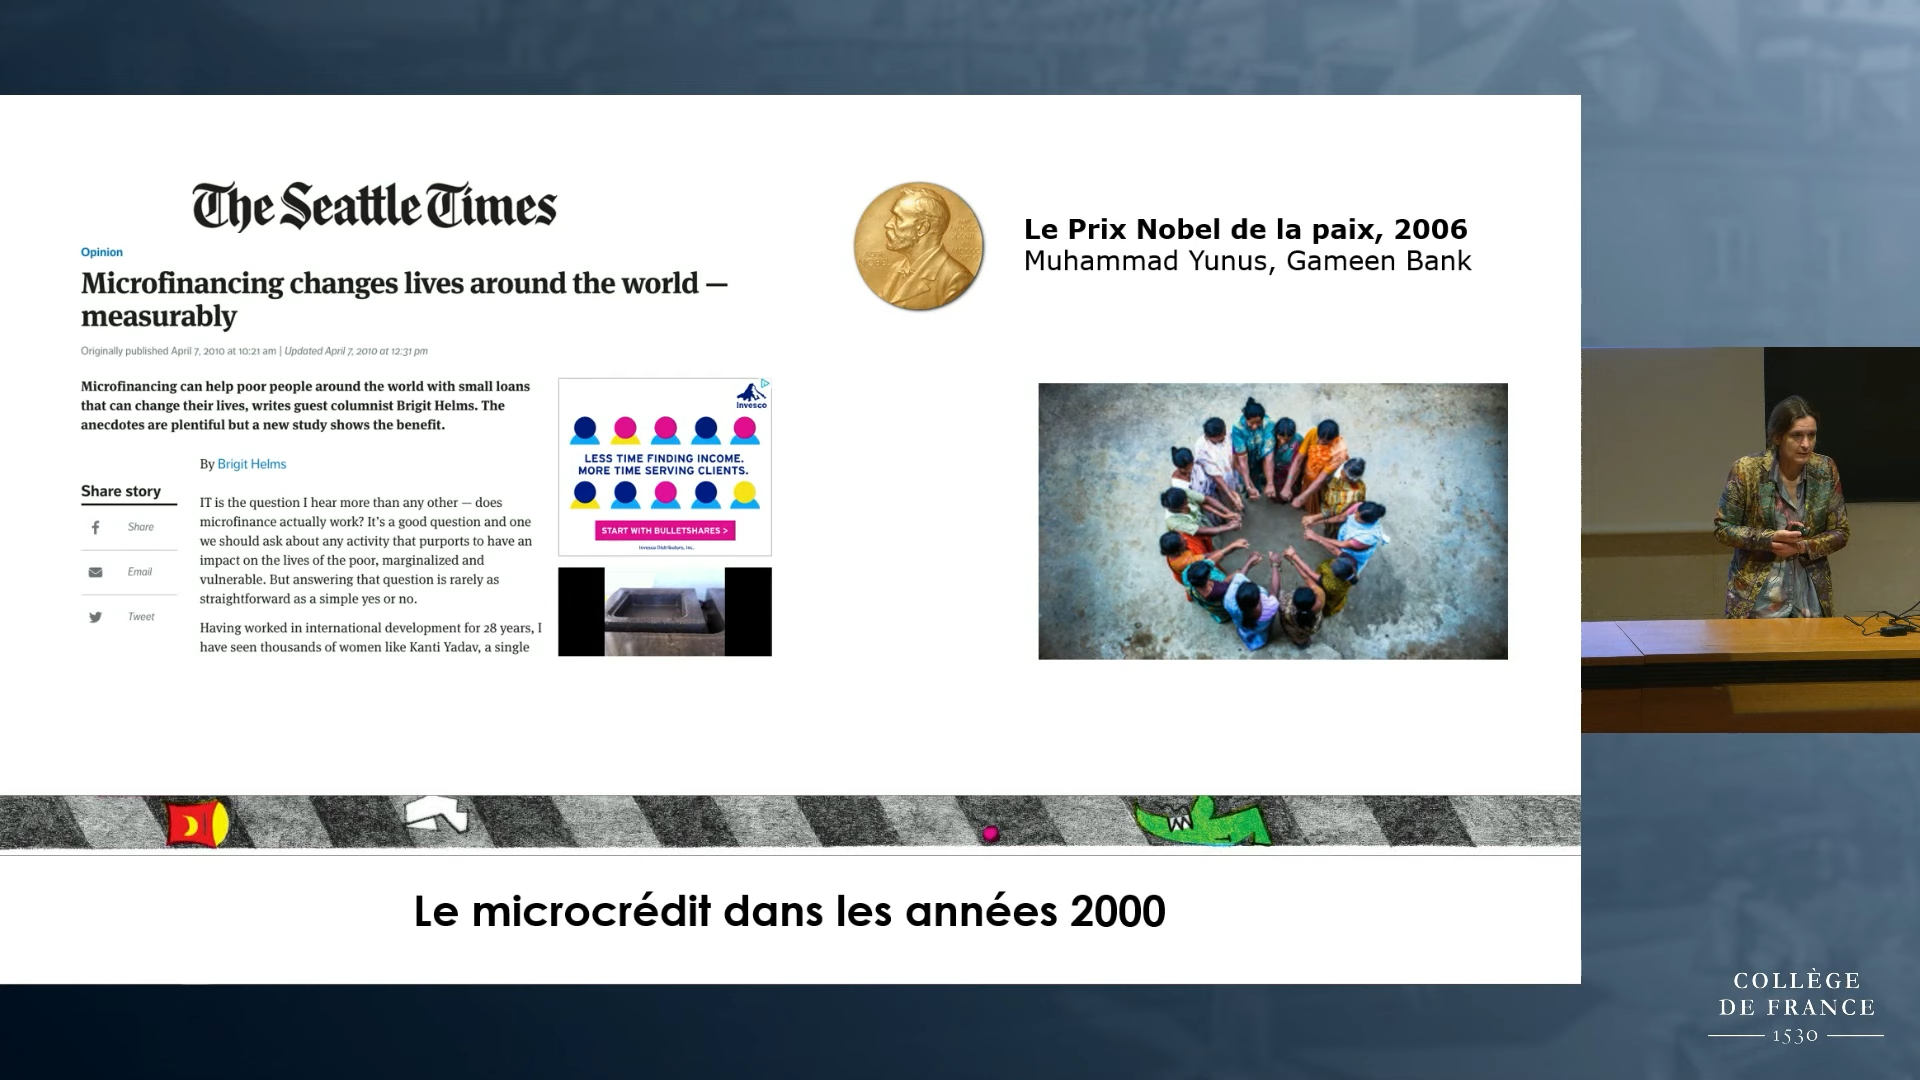 The Seattle Times
Opinion
Microfinancing changes lives around the world —
measurably
Originally published April 7, 2010 at 10:21 am | Updated April 7, 2010 at 12:31 pm
Microfinancing can help poor people around the world with small loans
that can change their lives, writes guest columnist Brigit Helms. The
anecdotes are plentiful but a new study shows the benefit.
By Brigit Helms
Share story
Share
Email
Tweet
IT is the question I hear more than any other — does
microfinance actually work? It's a good question and one
we should ask about any activity that purports to have an
impact on the lives of the poor, marginalized and
vulnerable. But answering that question is rarely as
straightforward as a simple yes or no.
Having worked in international development for 28 years, I
have seen thousands of women like Kanti Yadav, a single
Invesco
LESS TIME FINDING INCOME.
MORE TIME SERVING CLIENTS.
START WITH BULLETSHARES >
Invesco Distributors, Inc.
Le Prix Nobel de la paix, 2006
Muhammad Yunus, Gameen Bank
Le microcrédit dans les années 2000
COLLÈGE
DE FRANCE
1530